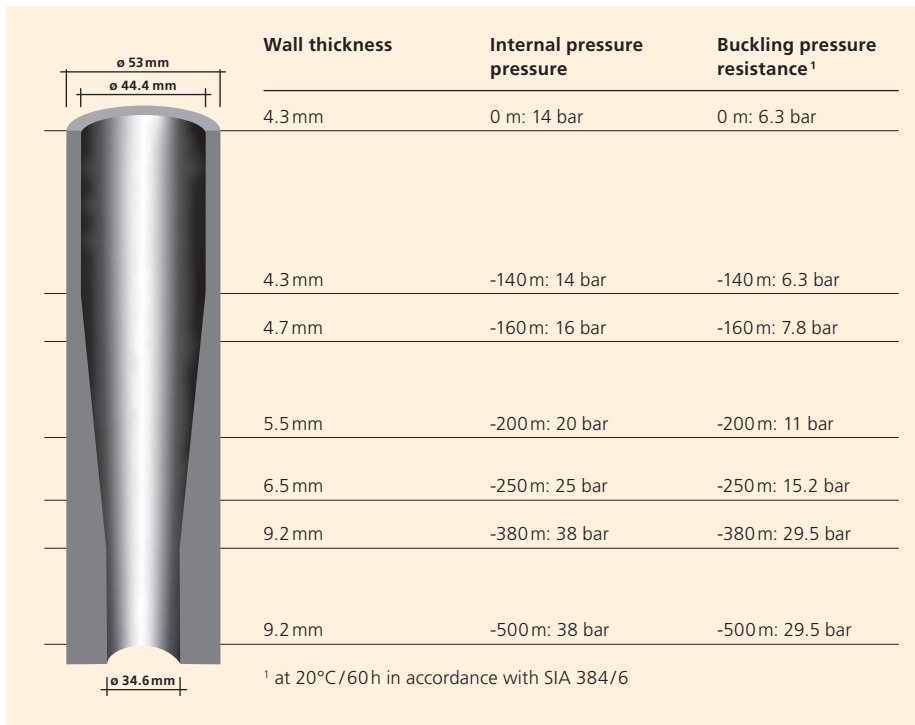 Wall thickness Internal pressure Buckling pressure
pressure resistance¹
ø 53 mm
ø 44.4 mm
4.3 mm 0 m: 14 bar 0 m: 6.3 bar
4.3 mm -140 m: 14 bar -140 m: 6.3 bar
4.7 mm -160 m: 16 bar -160 m: 7.8 bar
5.5 mm -200 m: 20 bar -200 m: 11 bar
6.5 mm -250 m: 25 bar -250 m: 15.2 bar
9.2 mm -380 m: 38 bar -380 m: 29.5 bar
9.2 mm -500 m: 38 bar -500 m: 29.5 bar
¹ at 20°C/60 h in accordance with SIA 384/6
ø 34.6 mm